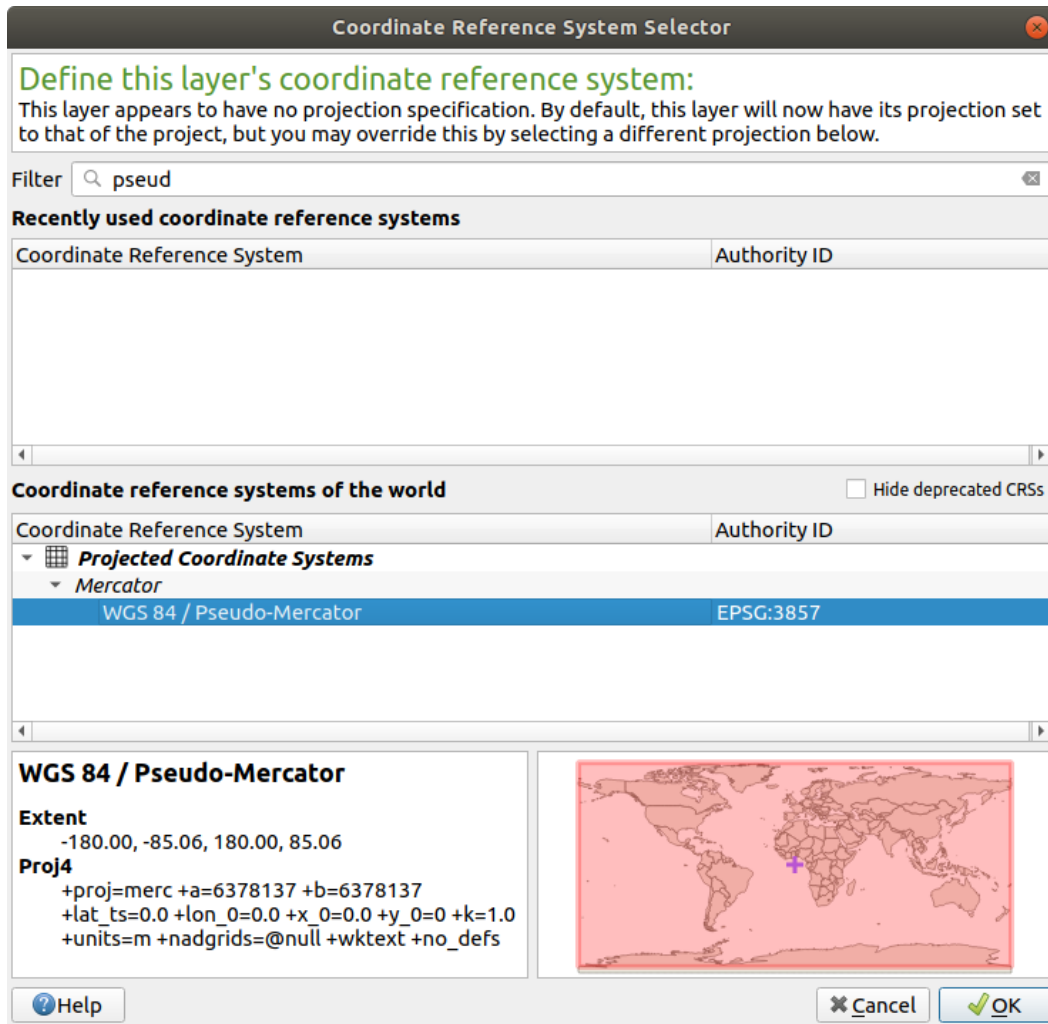 Coordinate Reference System Selector
Define this layer's coordinate reference system:
This layer appears to have no projection specification. By default, this layer will now have its projection set
to that of the project, but you may override this by selecting a different projection below.
Filter pseud
Recently used coordinate reference systems
Coordinate Reference System Authority ID
Coordinate reference systems of the world Hide deprecated CRSs
Coordinate Reference System Authority ID
Projected Coordinate Systems
Mercator
WGS 84 / Pseudo-Mercator EPSG:3857
WGS 84 / Pseudo-Mercator
Extent
-180.00, -85.06, 180.00, 85.06
Proj4
+proj=merc +a=6378137 +b=6378137
+lat_ts=0.0 +lon_0=0.0 +x_0=0.0 +y_0=0 +k=1.0
+units=m +nadgrids=@null +wktext +no_defs
Help Cancel OK